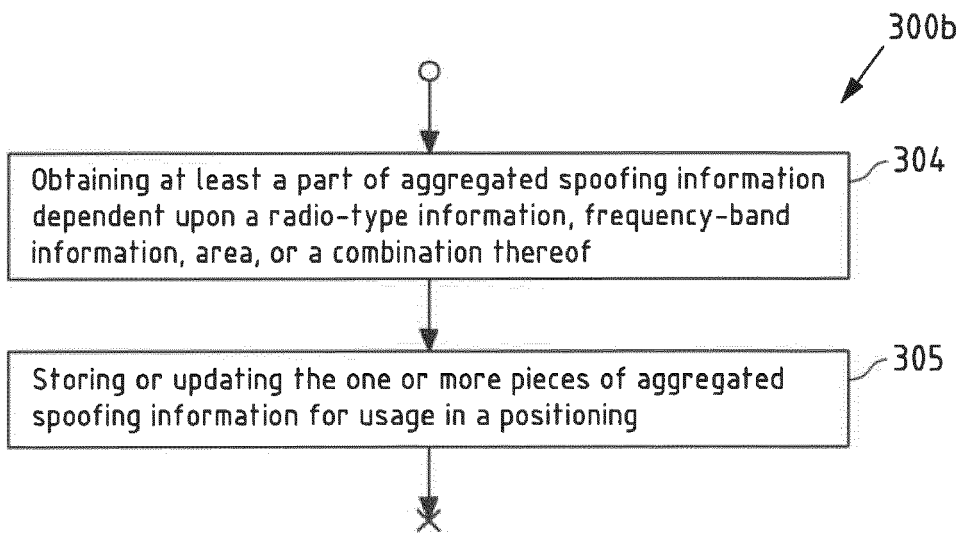 300b
304
Obtaining at least a part of aggregated spoofing information
dependent upon a radio-type information, frequency-band
information, area, or a combination thereof
305
Storing or updating the one or more pieces of aggregated
spoofing information for usage in a positioning